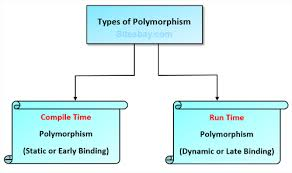 Types of Polymorphism
Sitesbay.com
Compile Time
Polymorphism
(Static or Early Binding)
Run Time
Polymorphism
(Dynamic or Late Binding)